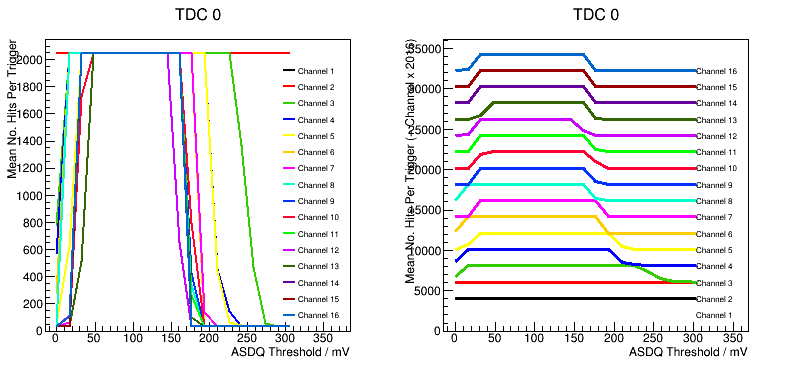 TDC 0
Mean No. Hits Per Trigger
2000
1800
1600
1400
1200
1000
800
600
400
200
0
0 50 100 150 200 250 300 350
ASDQ Threshold / mV
Channel 1
Channel 2
Channel 3
Channel 4
Channel 5
Channel 6
Channel 7
Channel 8
Channel 9
Channel 10
Channel 11
Channel 12
Channel 13
Channel 14
Channel 15
Channel 16
TDC 0
Mean No. Hits Per Trigger (+Channel x 2016)
35000
30000
25000
20000
15000
10000
5000
0
0 50 100 150 200 250 300 350
ASDQ Threshold / mV
Channel 16
Channel 15
Channel 14
Channel 13
Channel 12
Channel 11
Channel 10
Channel 9
Channel 8
Channel 7
Channel 6
Channel 5
Channel 4
Channel 3
Channel 2
Channel 1